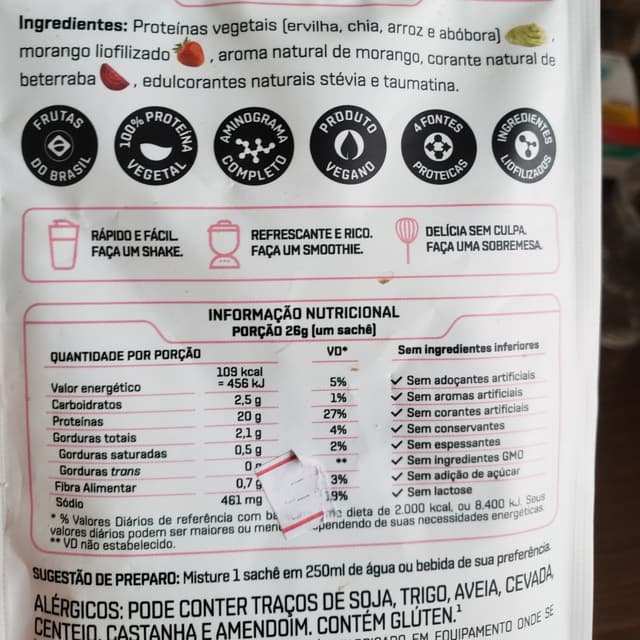 Ingredientes: Proteínas vegetais (ervilha, chia, arroz e abóbora)
morango liofilizado , aroma natural de morango, corante natural de
beterraba , edulcorantes naturais stévia e taumatina.
FRUTAS DO BRASIL
100% PROTEÍNA VEGETAL
AMINOGRAMA COMPLETO
PRODUTO VEGANO
4 FONTES PROTEICAS
INGREDIENTES LIOFILIZADOS
RÁPIDO E FÁCIL.
FAÇA UM SHAKE.
REFRESCANTE E RICO.
FAÇA UM SMOOTHIE.
DELÍCIA SEM CULPA.
FAÇA UMA SOBREMESA.
INFORMAÇÃO NUTRICIONAL
PORÇÃO 26g (um sachê)
QUANTIDADE POR PORÇÃO VD* Sem ingredientes inferiores
Valor energético 109 kcal = 456 kJ 5%
Carboidratos 2,5 g 1%
Proteínas 20 g 27%
Gorduras totais 2,1 g 4%
Gorduras saturadas 0,5 g 2%
Gorduras trans 0 g **
Fibra Alimentar 0,7 g 3%
Sódio 461 mg 19%
✓ Sem adoçantes artificiais
✓ Sem aromas artificiais
✓ Sem corantes artificiais
✓ Sem conservantes
✓ Sem espessantes
✓ Sem ingredientes GMO
✓ Sem adição de açúcar
✓ Sem lactose
* % Valores Diários de referência com dieta de 2.000 kcal, ou 8.400 kJ. Seus
valores diários podem ser maiores ou de suas necessidades energéticas.
** VD não estabelecido.
SUGESTÃO DE PREPARO: Misture 1 sachê em 250ml de água ou bebida de sua preferência.
ALÉRGICOS: PODE CONTER TRAÇOS DE SOJA, TRIGO, AVEIA, CEVADA,
CENTEIO, CASTANHA E AMENDOIM. CONTÉM GLÚTEN.¹
EM EQUIPAMENTO ONDE SE